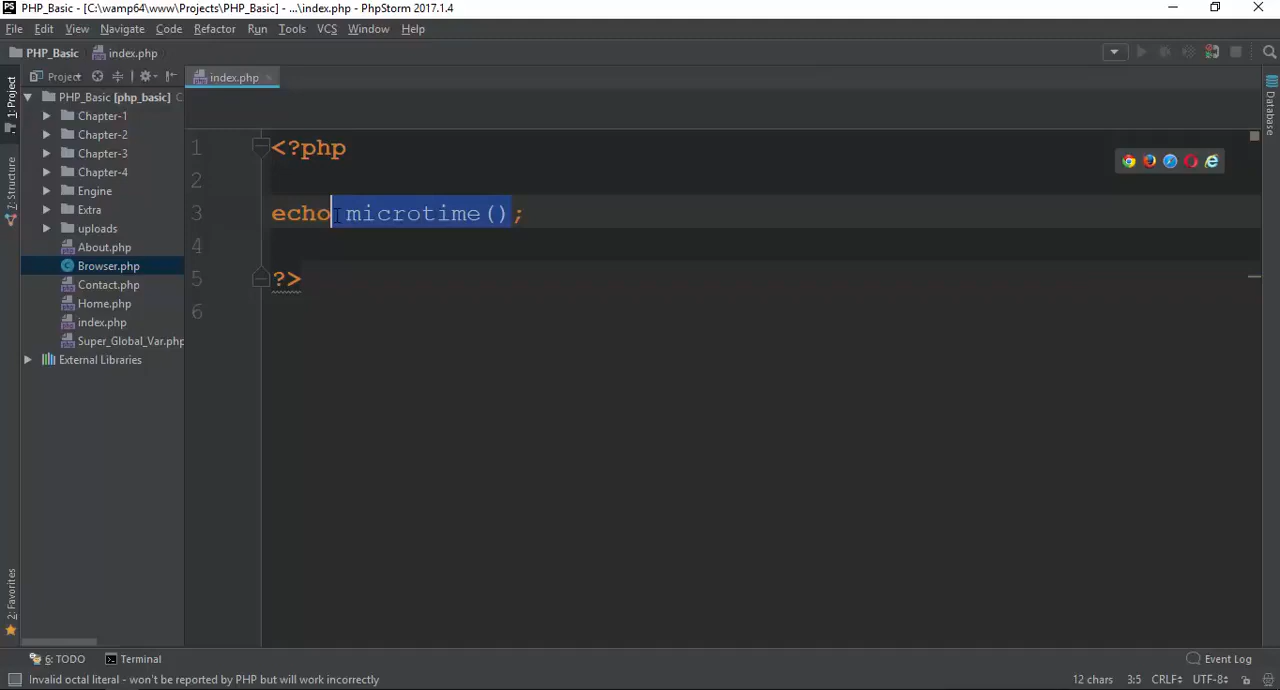 PHP_Basic - [C:\wamp64\www\Projects\PHP_Basic] - ...\index.php - PhpStorm 2017.1.4
File Edit View Navigate Code Refactor Run Tools VCS Window Help
PHP_Basic index.php
1: Project
Project
index.php
PHP_Basic [php_basic] C
Chapter-1
Chapter-2
Chapter-3
Chapter-4
Engine
Extra
uploads
About.php
Browser.php
Contact.php
Home.php
index.php
Super_Global_Var.php
External Libraries
7: Structure
2: Favorites
1 <?php
2
3 echo microtime();
4
5 ?>
6
Database
6: TODO Terminal Event Log
Invalid octal literal - won't be reported by PHP but will work incorrectly 12 chars 3:5 CRLF UTF-8